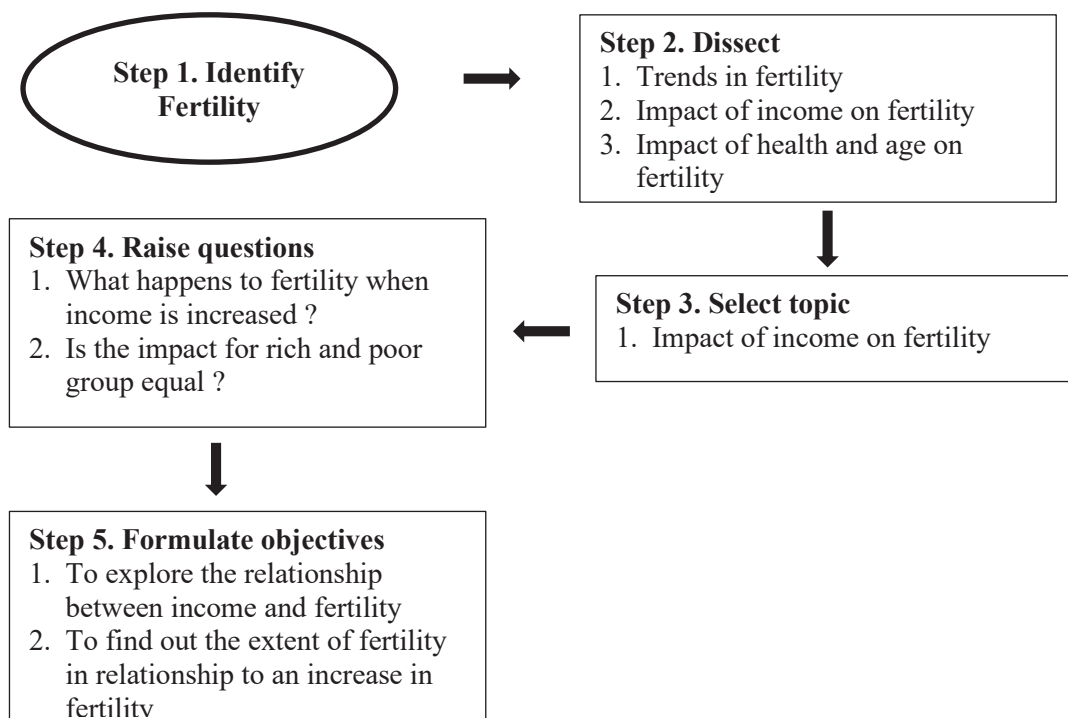 Step 1. Identify
Fertility
Step 2. Dissect
1. Trends in fertility
2. Impact of income on fertility
3. Impact of health and age on
fertility
Step 3. Select topic
1. Impact of income on fertility
Step 4. Raise questions
1. What happens to fertility when
income is increased ?
2. Is the impact for rich and poor
group equal ?
Step 5. Formulate objectives
1. To explore the relationship
between income and fertility
2. To find out the extent of fertility
in relationship to an increase in
fertility